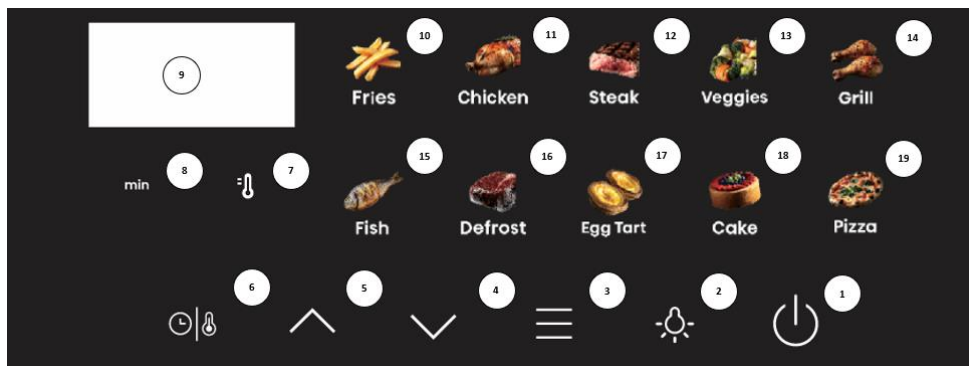 9
10 11 12 13 14
Fries Chicken Steak Veggies Grill
min 8 7
15 16 17 18 19
Fish Defrost Egg Tart Cake Pizza
6 5 4 3 2 1